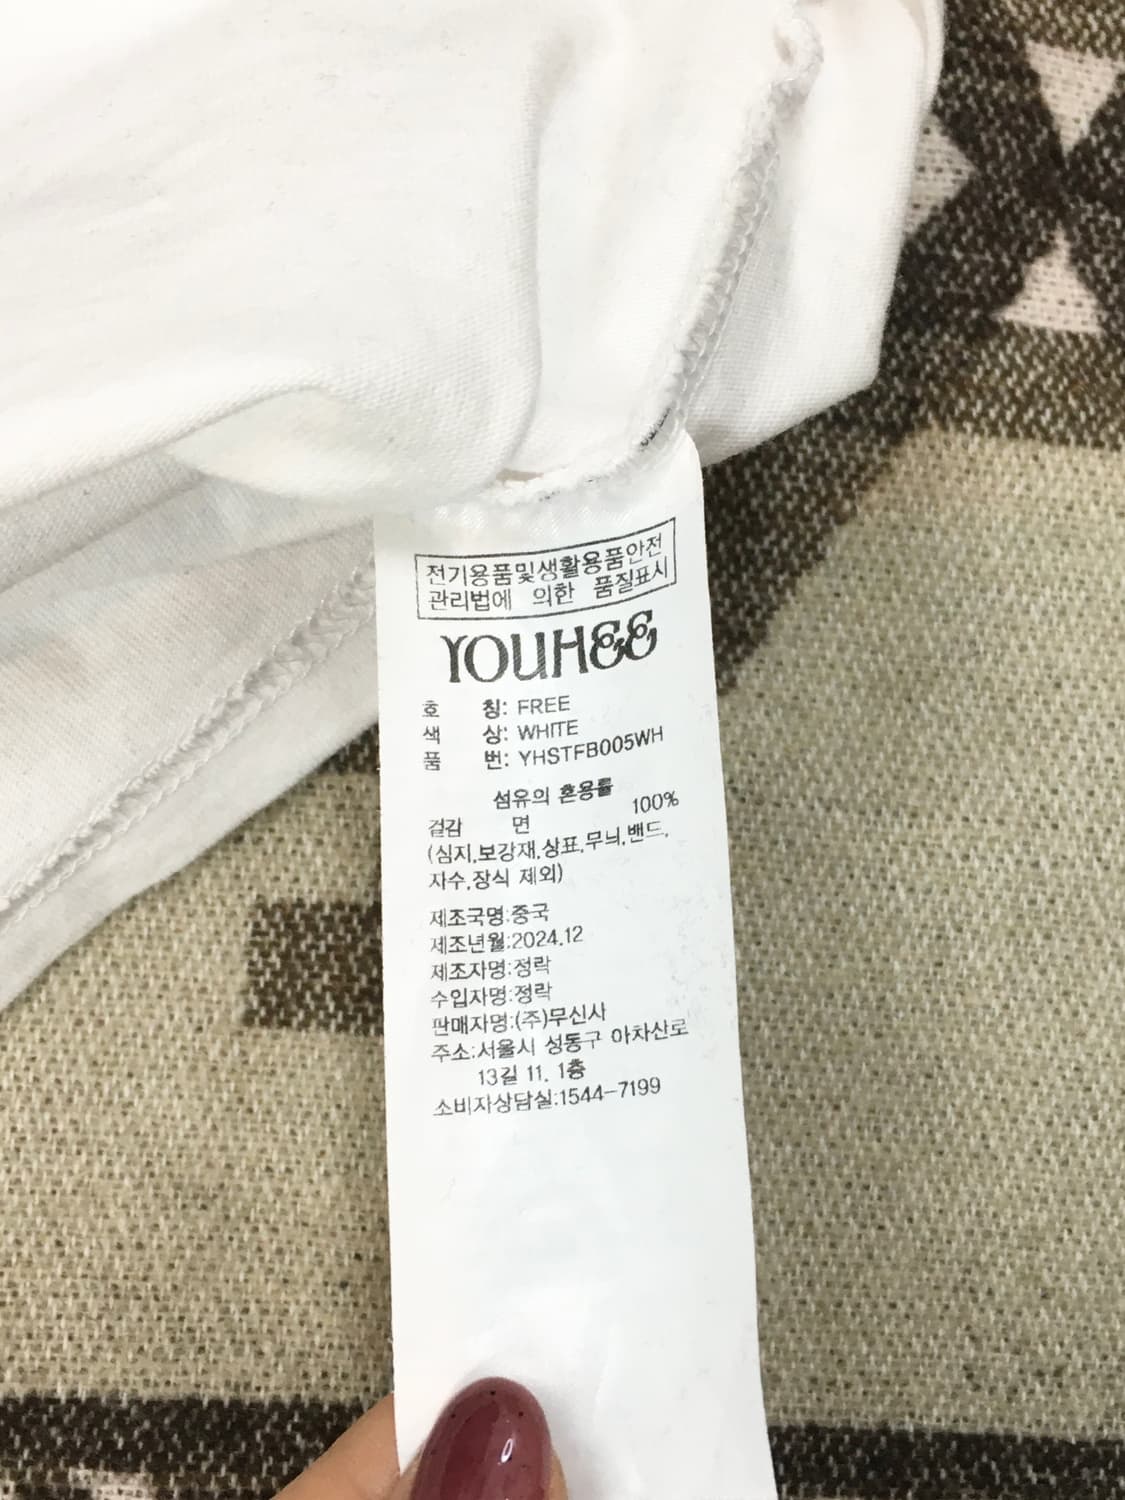 전기용품및생활용품안전
관리법에 의한 품질표시
YOUHEE
호 칭: FREE
색 상: WHITE
품 번: YHSTFB005WH
섬유의 혼용률
겉감 면 100%
(심지,보강재,상표,무늬,밴드,
자수,장식 제외)
제조국명:중국
제조년월:2024.12
제조자명:정락
수입자명:정락
판매자명:(주)무신사
주소:서울시 성동구 아차산로
13길 11, 1층
소비자상담실:1544-7199